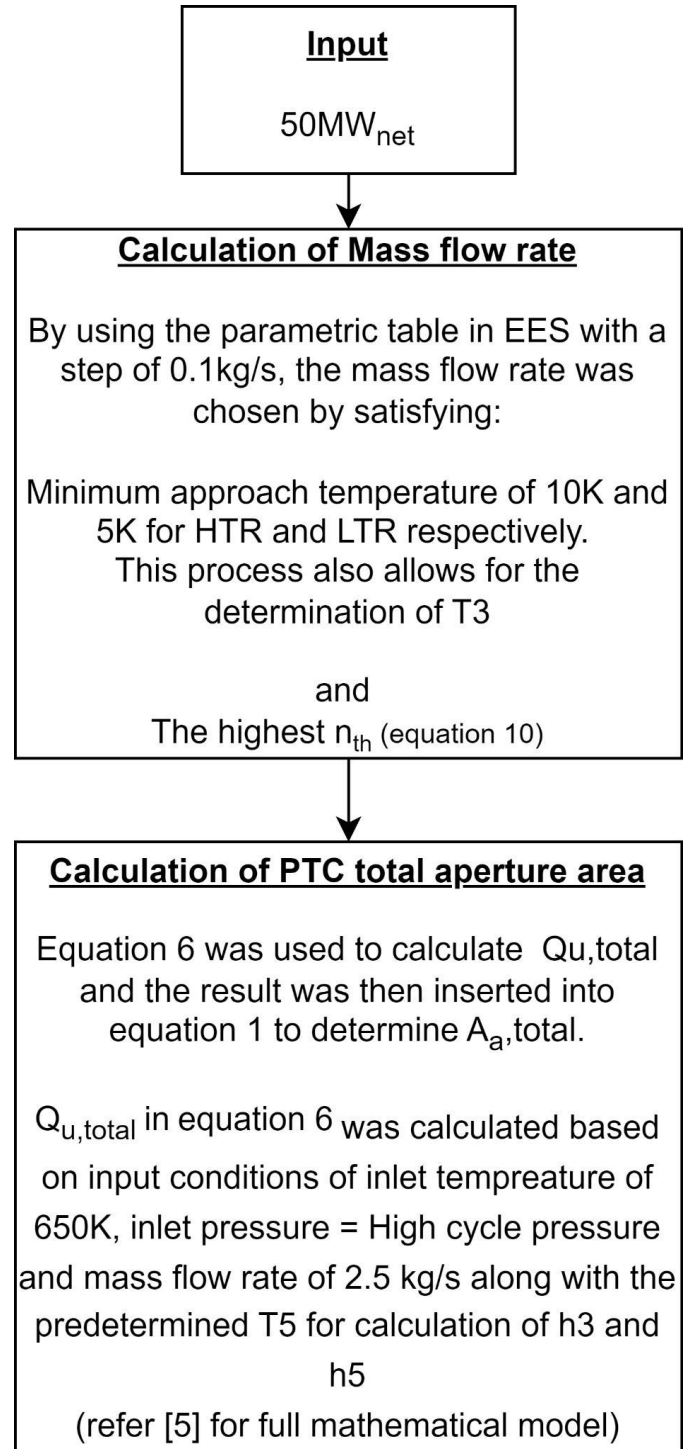 Input
50MWnet
Calculation of Mass flow rate
By using the parametric table in EES with a
step of 0.1kg/s, the mass flow rate was
chosen by satisfying:
Minimum approach temperature of 10K and
5K for HTR and LTR respectively.
This process also allows for the
determination of T3
and
The highest nth (equation 10)
Calculation of PTC total aperture area
Equation 6 was used to calculate Qu,total
and the result was then inserted into
equation 1 to determine Aa,total.
Qu,total in equation 6 was calculated based
on input conditions of inlet tempreature of
650K, inlet pressure = High cycle pressure
and mass flow rate of 2.5 kg/s along with the
predetermined T5 for calculation of h3 and
h5
(refer [5] for full mathematical model)